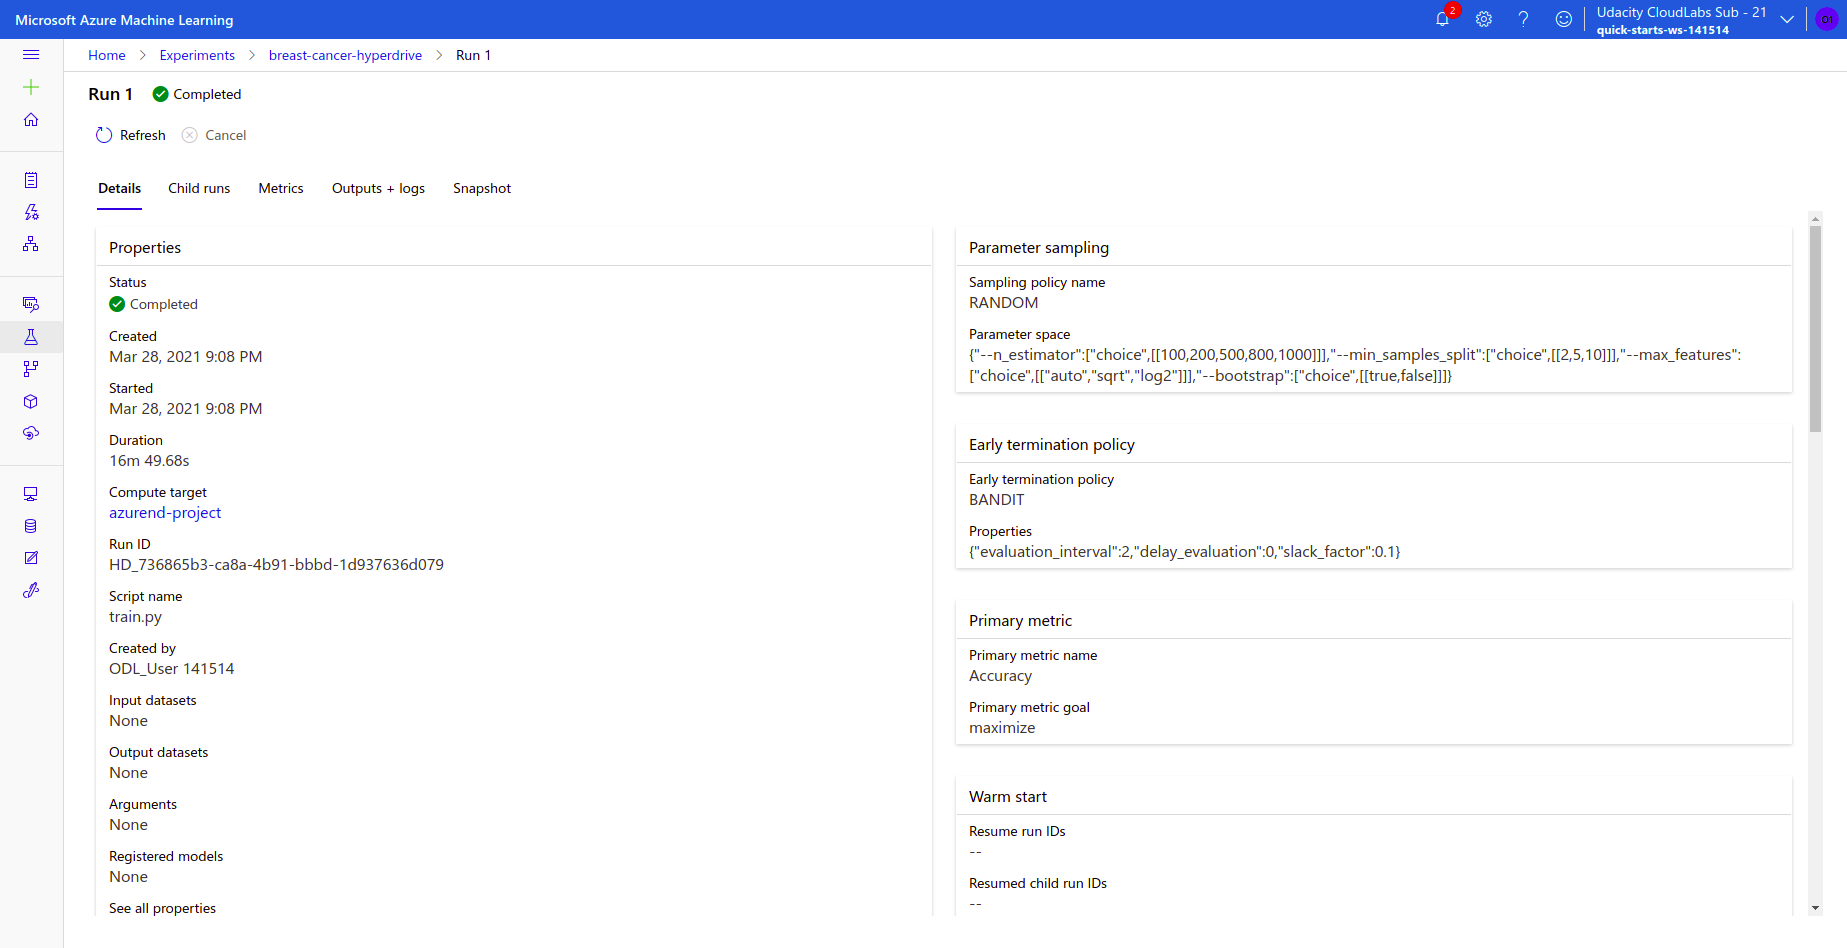 Microsoft Azure Machine Learning
2
Udacity CloudLabs Sub - 21
quick-starts-ws-141514
O1
Home > Experiments > breast-cancer-hyperdrive > Run 1
Run 1 Completed
Refresh Cancel
Details Child runs Metrics Outputs + logs Snapshot
Properties
Status
Completed
Created
Mar 28, 2021 9:08 PM
Started
Mar 28, 2021 9:08 PM
Duration
16m 49.68s
Compute target
azurend-project
Run ID
HD_736865b3-ca8a-4b91-bbbd-1d937636d079
Script name
train.py
Created by
ODL_User 141514
Input datasets
None
Output datasets
None
Arguments
None
Registered models
None
See all properties
Parameter sampling
Sampling policy name
RANDOM
Parameter space
{"--n_estimator":["choice",[[100,200,500,800,1000]]],"--min_samples_split":["choice",[[2,5,10]]],"--max_features":
["choice",[["auto","sqrt","log2"]]],"--bootstrap":["choice",[[true,false]]]}
Early termination policy
Early termination policy
BANDIT
Properties
{"evaluation_interval":2,"delay_evaluation":0,"slack_factor":0.1}
Primary metric
Primary metric name
Accuracy
Primary metric goal
maximize
Warm start
Resume run IDs
--
Resumed child run IDs
--